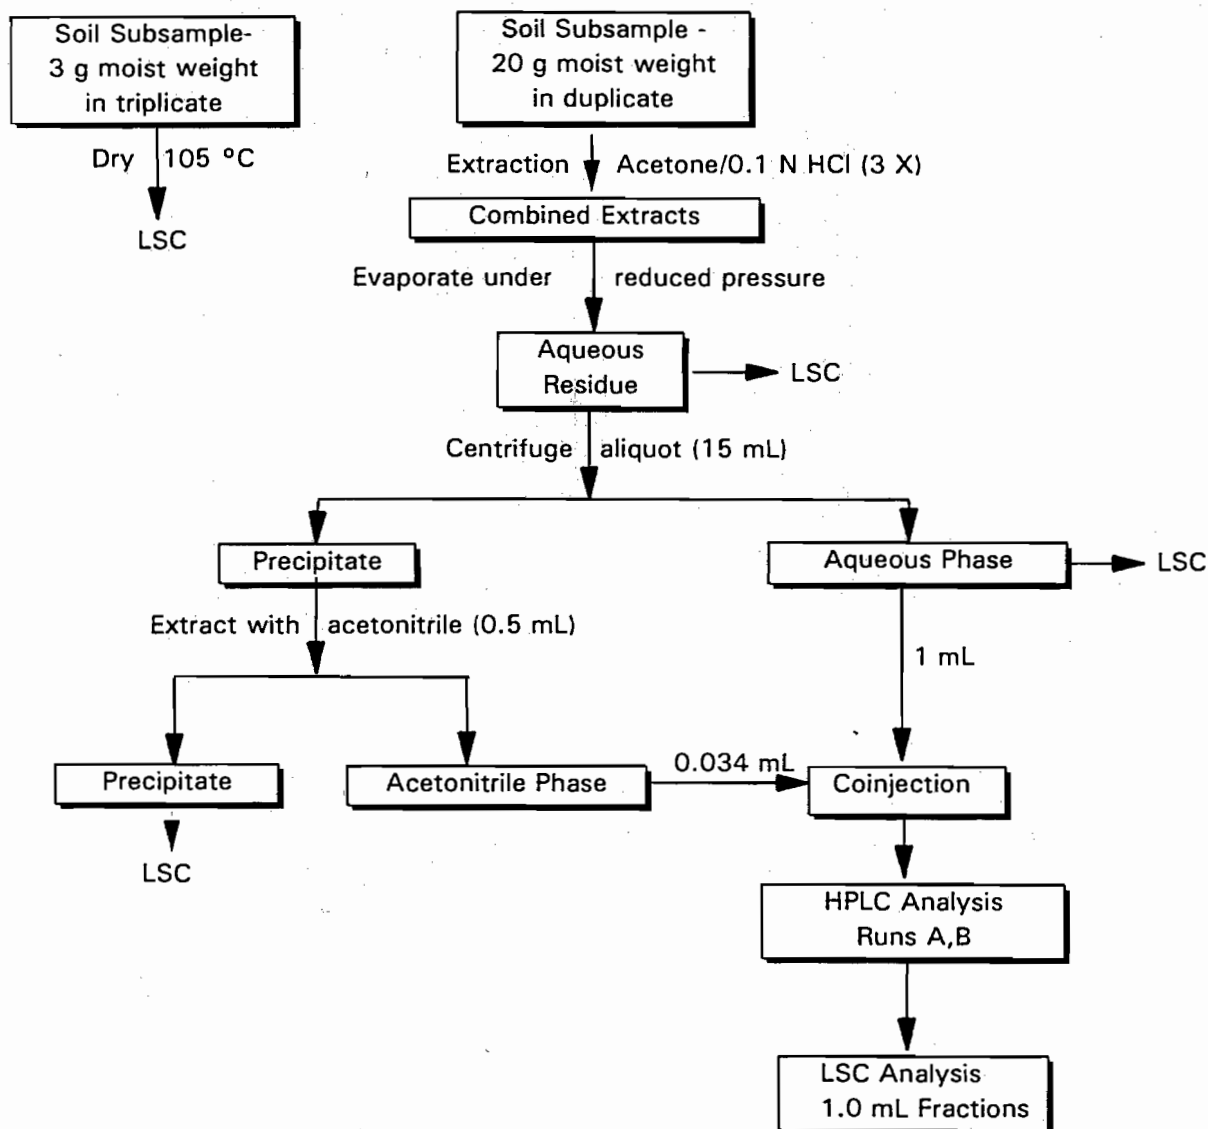 Soil Subsample-
3 g moist weight
in triplicate
Dry 105 ºC
LSC
Soil Subsample -
20 g moist weight
in duplicate
Extraction Acetone/0.1 N HCl (3 X)
Combined Extracts
Evaporate under reduced pressure
Aqueous
Residue
LSC
Centrifuge aliquot (15 mL)
Precipitate
Aqueous Phase
LSC
Extract with acetonitrile (0.5 mL)
1 mL
Precipitate
LSC
Acetonitrile Phase
0.034 mL
Coinjection
HPLC Analysis
Runs A,B
LSC Analysis
1.0 mL Fractions